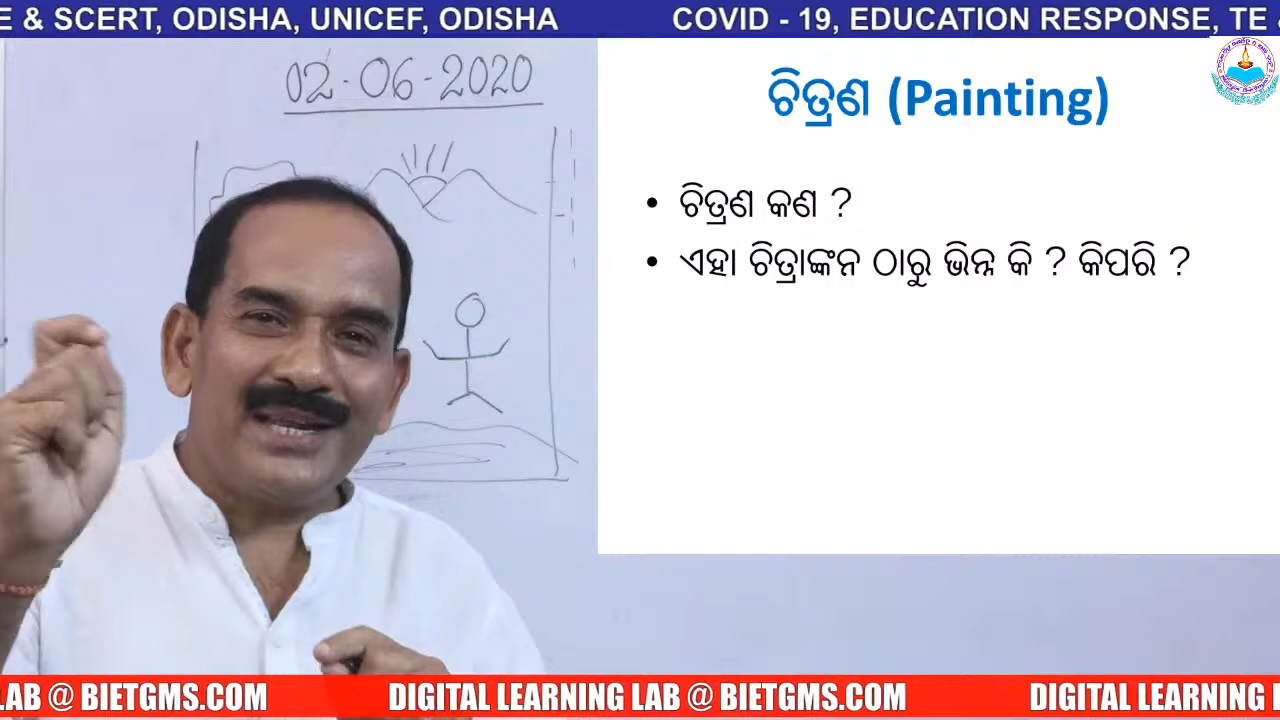 E & SCERT, ODISHA, UNICEF, ODISHA COVID - 19, EDUCATION RESPONSE, TE
02-06-2020
ଚିତ୍ରଣ (Painting)
• ଚିତ୍ରଣ କଣ ?
• ଏହା ଚିତ୍ରାଙ୍କନ ଠାରୁ ଭିନ୍ନ କି ? କିପରି ?
LAB @ BIETGMS.COM DIGITAL LEARNING LAB @ BIETGMS.COM DIGITAL LEARNING